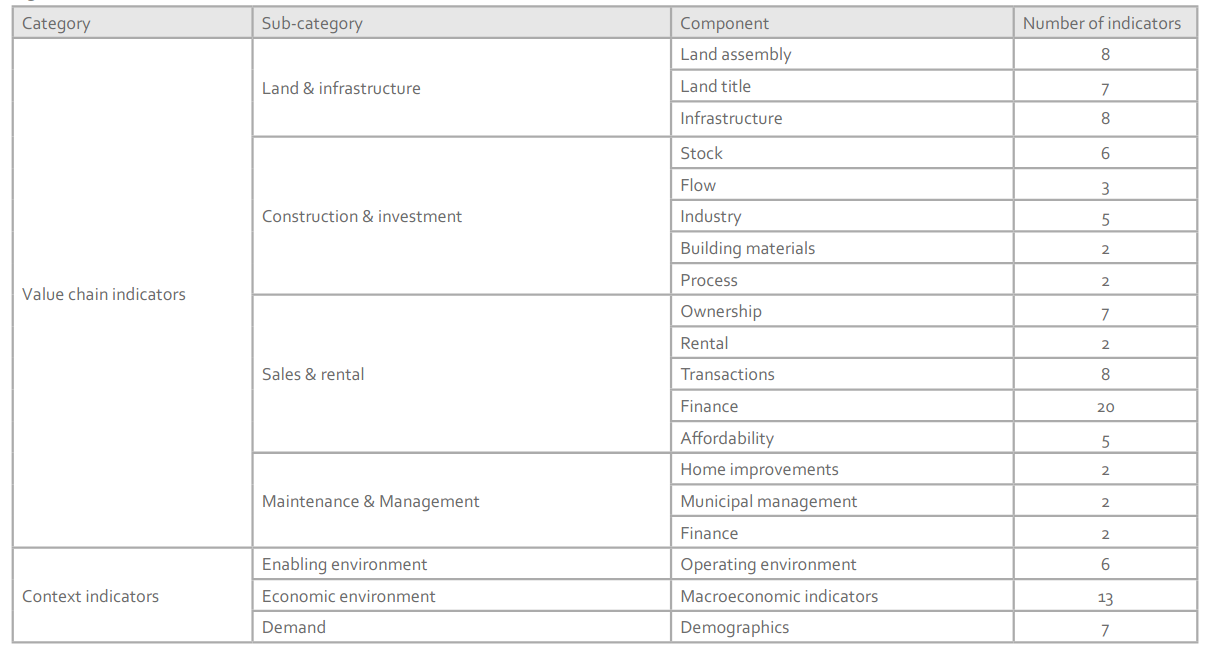 Category Sub-category Component Number of indicators
Value chain indicators
Land & infrastructure
Land assembly 8
Land title 7
Infrastructure 8
Construction & investment
Stock 6
Flow 3
Industry 5
Building materials 2
Process 2
Sales & rental
Ownership 7
Rental 2
Transactions 8
Finance 20
Affordability 5
Maintenance & Management
Home improvements 2
Municipal management 2
Finance 2
Context indicators
Enabling environment Operating environment 6
Economic environment Macroeconomic indicators 13
Demand Demographics 7